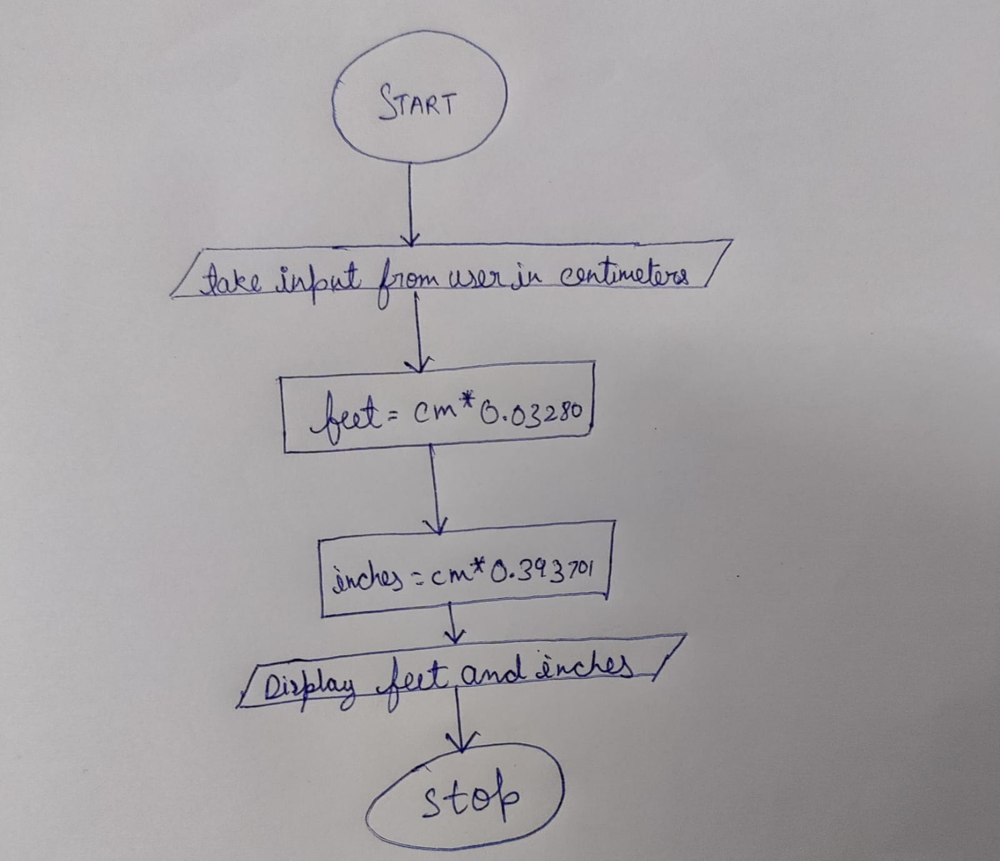 START
take input from user in centimeters
feet = cm * 0.03280
inches = cm * 0.393701
Display feet and inches
stop